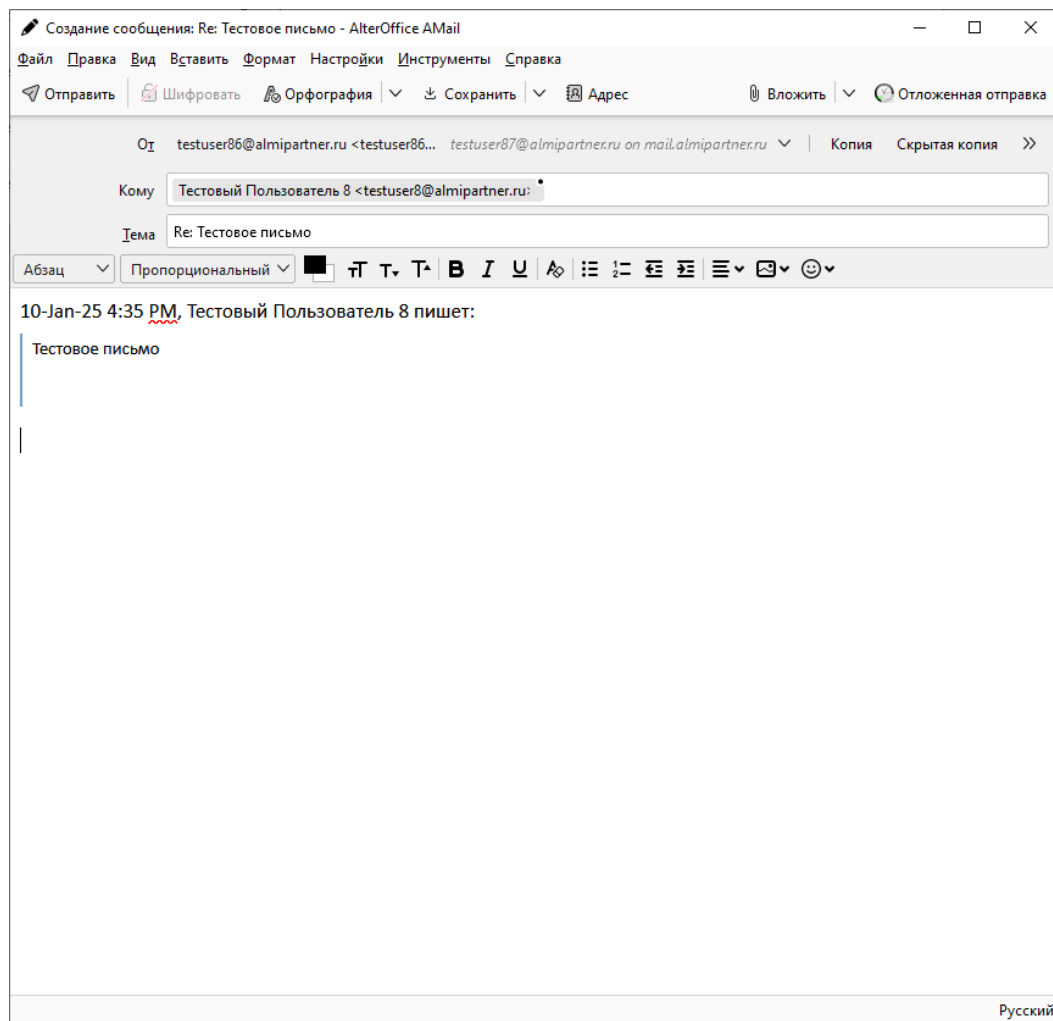 Создание сообщения: Re: Тестовое письмо - AlterOffice AMail
Файл Правка Вид Вставить Формат Настройки Инструменты Справка
Отправить Шифровать Орфография Сохранить Адрес Вложить Отложенная отправка
От testuser86@almipartner.ru <testuser86... testuser87@almipartner.ru on mail.almipartner.ru Копия Скрытая копия
Кому Тестовый Пользователь 8 <testuser8@almipartner.ru>
Тема Re: Тестовое письмо
Абзац Пропорциональный
10-Jan-25 4:35 PM, Тестовый Пользователь 8 пишет:
Тестовое письмо
Русский